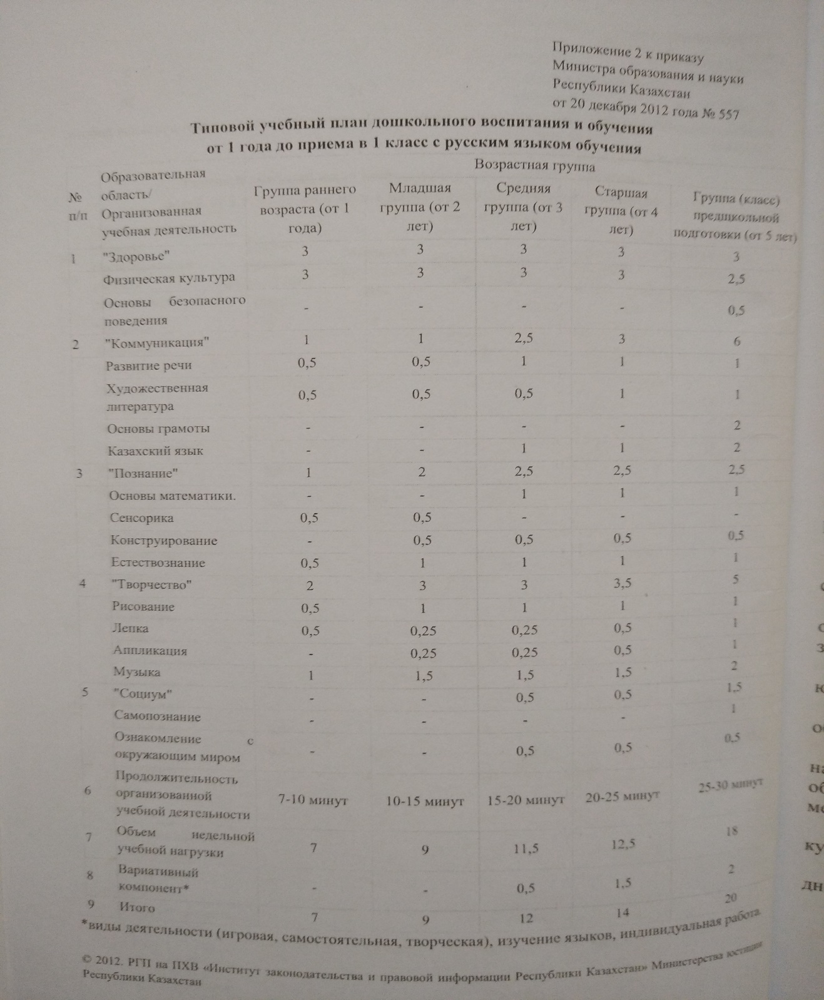 Приложение 2 к приказу
Министра образования и науки
Республики Казахстан
от 20 декабря 2012 года № 557
Типовой учебный план дошкольного воспитания и обучения
от 1 года до приема в 1 класс с русским языком обучения
№ п/п Образовательная область/ Организованная учебная деятельность Возрастная группа
Группа раннего возраста (от 1 года) Младшая группа (от 2 лет) Средняя группа (от 3 лет) Старшая группа (от 4 лет) Группа (класс) предшкольной подготовки (от 5 лет)
1 "Здоровье" 3 3 3 3 3
Физическая культура 3 3 3 3 2,5
Основы безопасного поведения - - - - 0,5
2 "Коммуникация" 1 1 2,5 3 6
Развитие речи 0,5 0,5 1 1 1
Художественная литература 0,5 0,5 0,5 1 1
Основы грамоты - - - - 2
Казахский язык - - 1 1 2
3 "Познание" 1 2 2,5 2,5 2,5
Основы математики. - - 1 1 1
Сенсорика 0,5 0,5 - - -
Конструирование - 0,5 0,5 0,5 0,5
Естествознание 0,5 1 1 1 1
4 "Творчество" 2 3 3 3,5 5
Рисование 0,5 1 1 1 1
Лепка 0,5 0,25 0,25 0,5 1
Аппликация - 0,25 0,25 0,5 1
Музыка 1 1,5 1,5 1,5 2
5 "Социум" - - 0,5 0,5 1,5
Самопознание - - - - 1
Ознакомление с окружающим миром - - 0,5 0,5 0,5
6 Продолжительность организованной учебной деятельности 7-10 минут 10-15 минут 15-20 минут 20-25 минут 25-30 минут
7 Объем недельной учебной нагрузки 7 9 11,5 12,5 18
8 Вариативный компонент* - - 0,5 1,5 2
9 Итого 7 9 12 14 20
*виды деятельности (игровая, самостоятельная, творческая), изучение языков, индивидуальная работа
© 2012. РГП на ПХВ «Институт законодательства и правовой информации Республики Казахстан» Министерства юстиции
Республики Казахстан